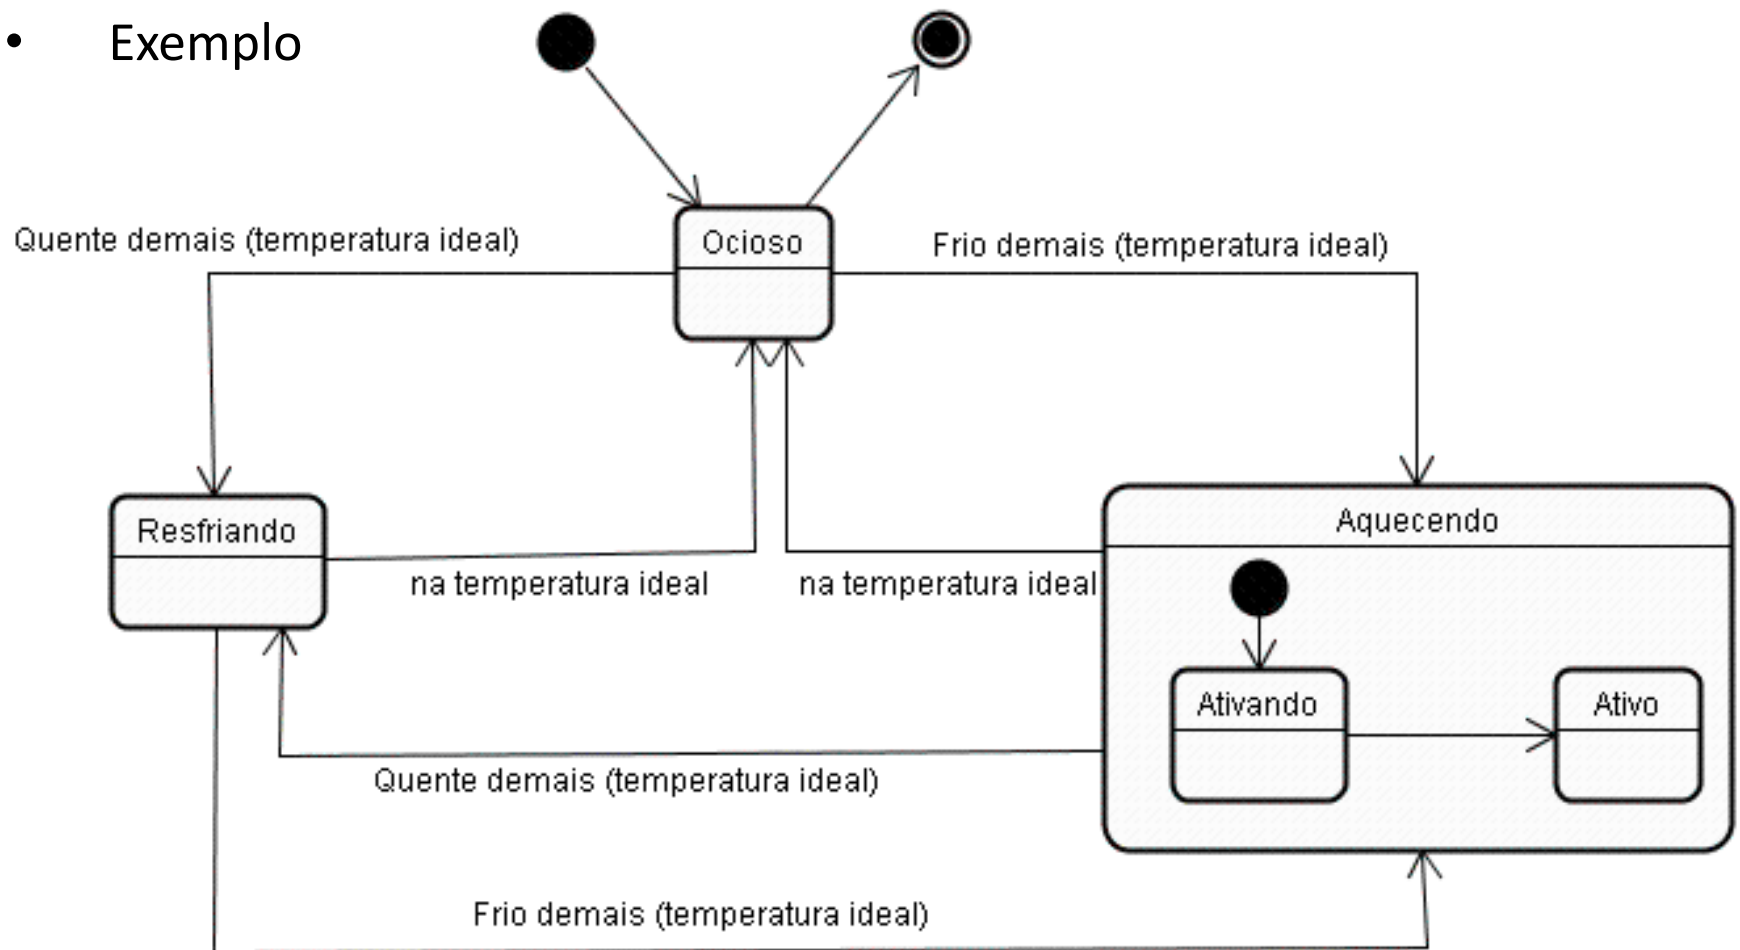 • Exemplo
Quente demais (temperatura ideal)
Ocioso
Frio demais (temperatura ideal)
Resfriando
Aquecendo
na temperatura ideal
na temperatura ideal
Ativando
Ativo
Quente demais (temperatura ideal)
Frio demais (temperatura ideal)